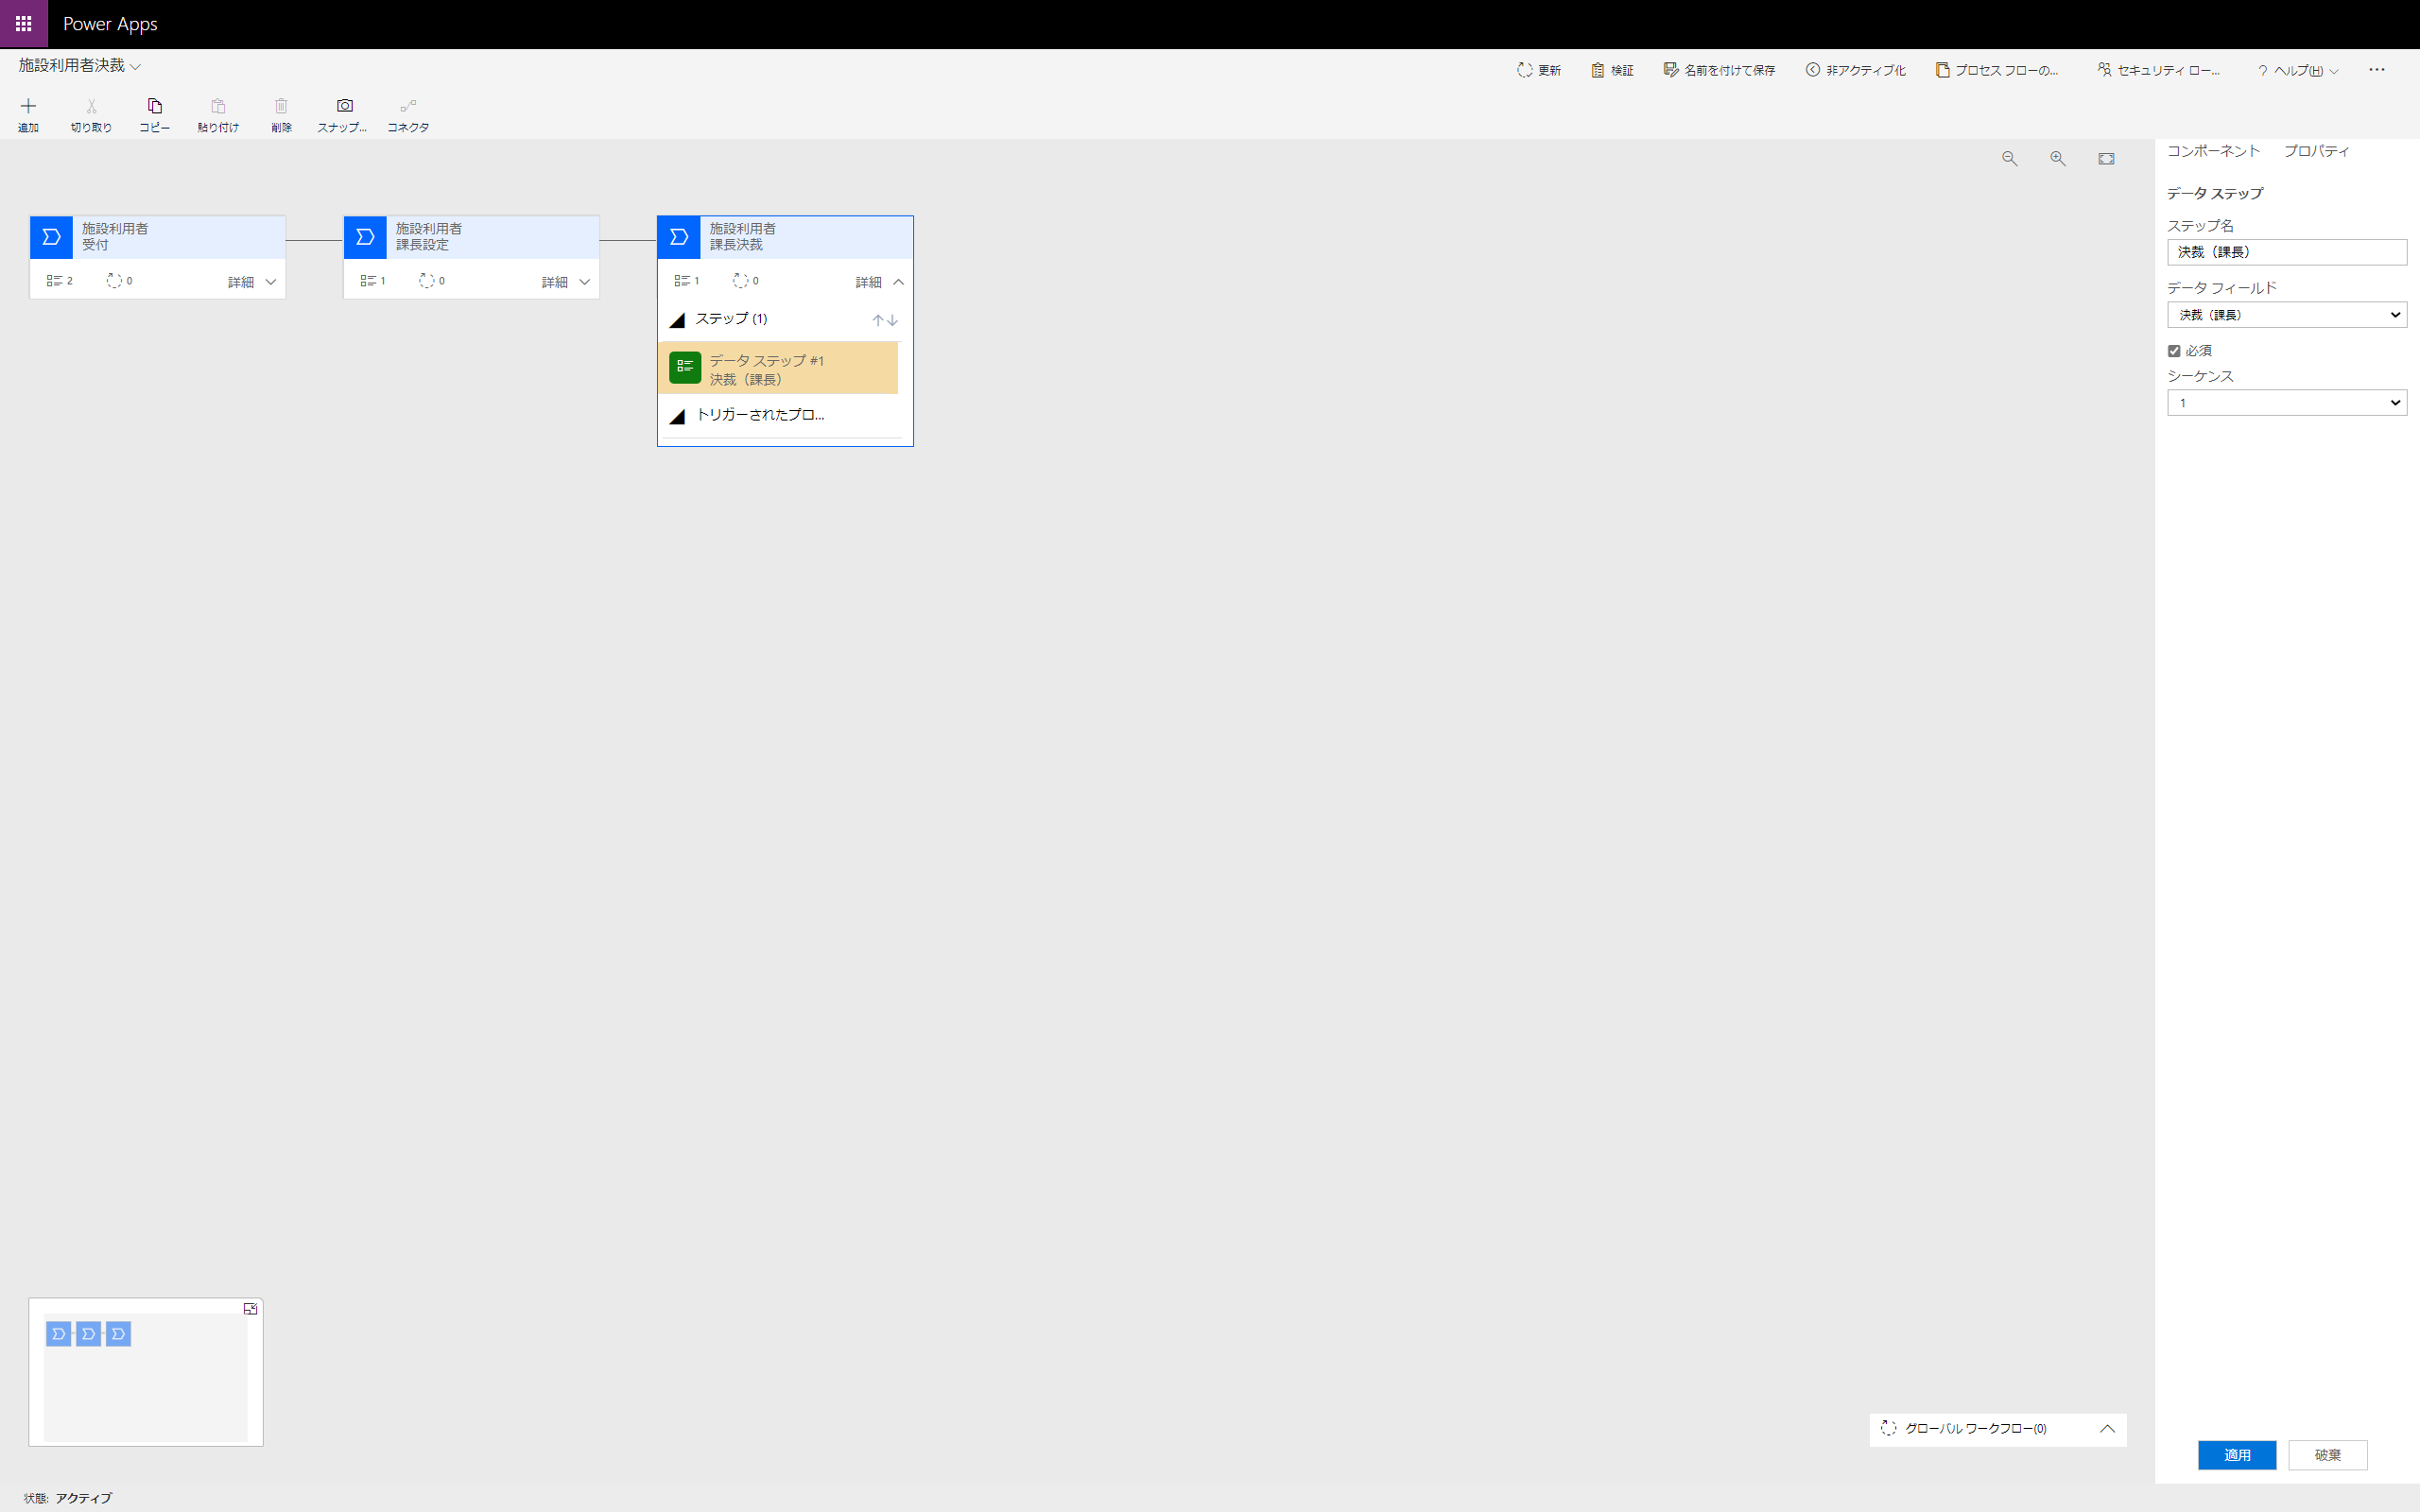 Power Apps
施設利用者決裁
更新
検証
名前を付けて保存
非アクティブ化
プロセス フローの...
セキュリティ ロー...
? ヘルプ(H)
追加
切り取り
コピー
貼り付け
削除
スナップ...
コネクタ
施設利用者
受付
2
0
詳細
施設利用者
課長設定
1
0
詳細
施設利用者
課長決裁
1
0
詳細
ステップ (1)
データ ステップ #1
決裁（課長）
トリガーされたプロ...
コンポーネント
プロパティ
データ ステップ
ステップ名
決裁（課長）
データ フィールド
決裁（課長）
必須
シーケンス
1
グローバル ワークフロー(0)
適用
破棄
状態: アクティブ